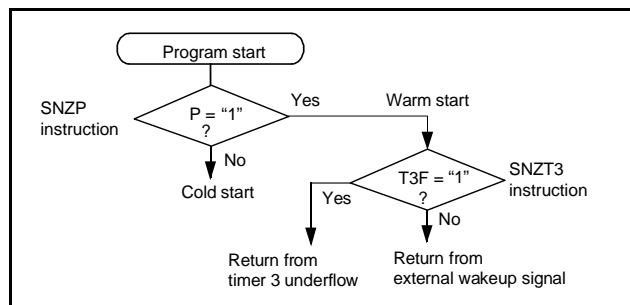 Program start
SNZP
instruction
P = “1”
?
Yes
Warm start
No
Cold start
T3F = “1”
?
SNZT3
instruction
Yes
No
Return from
timer 3 underflow
Return from
external wakeup signal